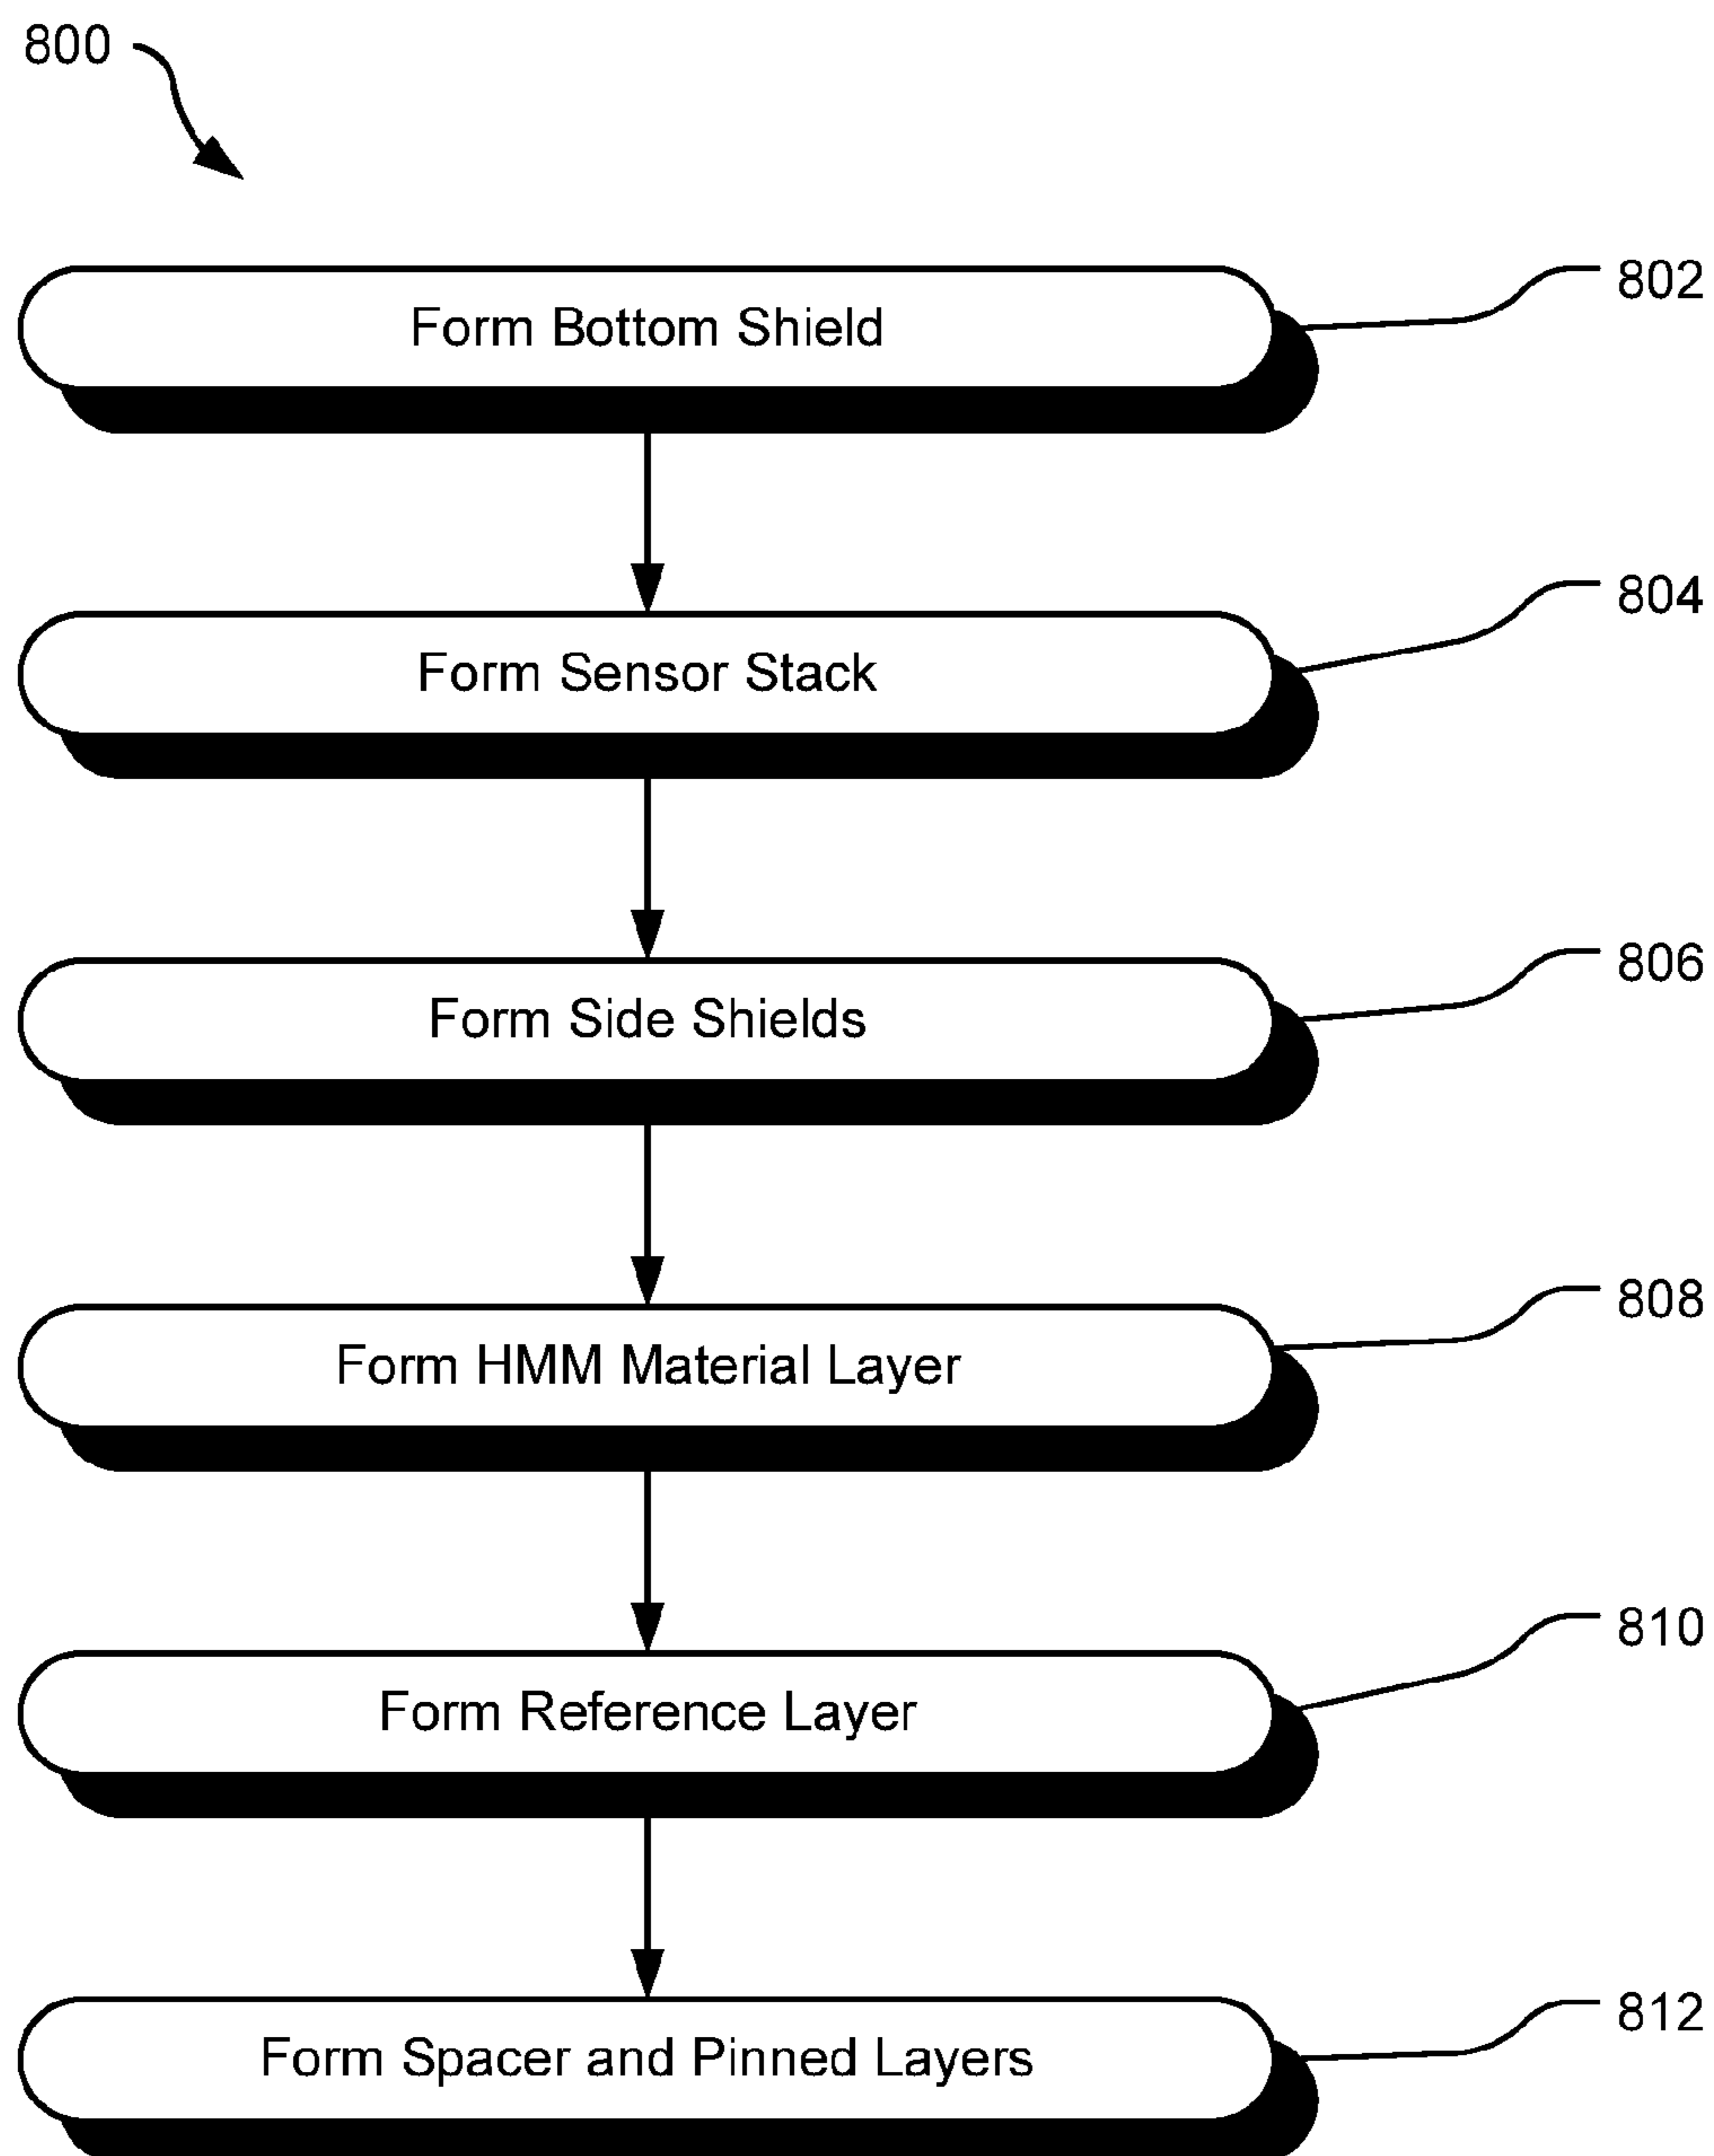 800
Form Bottom Shield
802
Form Sensor Stack
804
Form Side Shields
806
Form HMM Material Layer
808
Form Reference Layer
810
Form Spacer and Pinned Layers
812